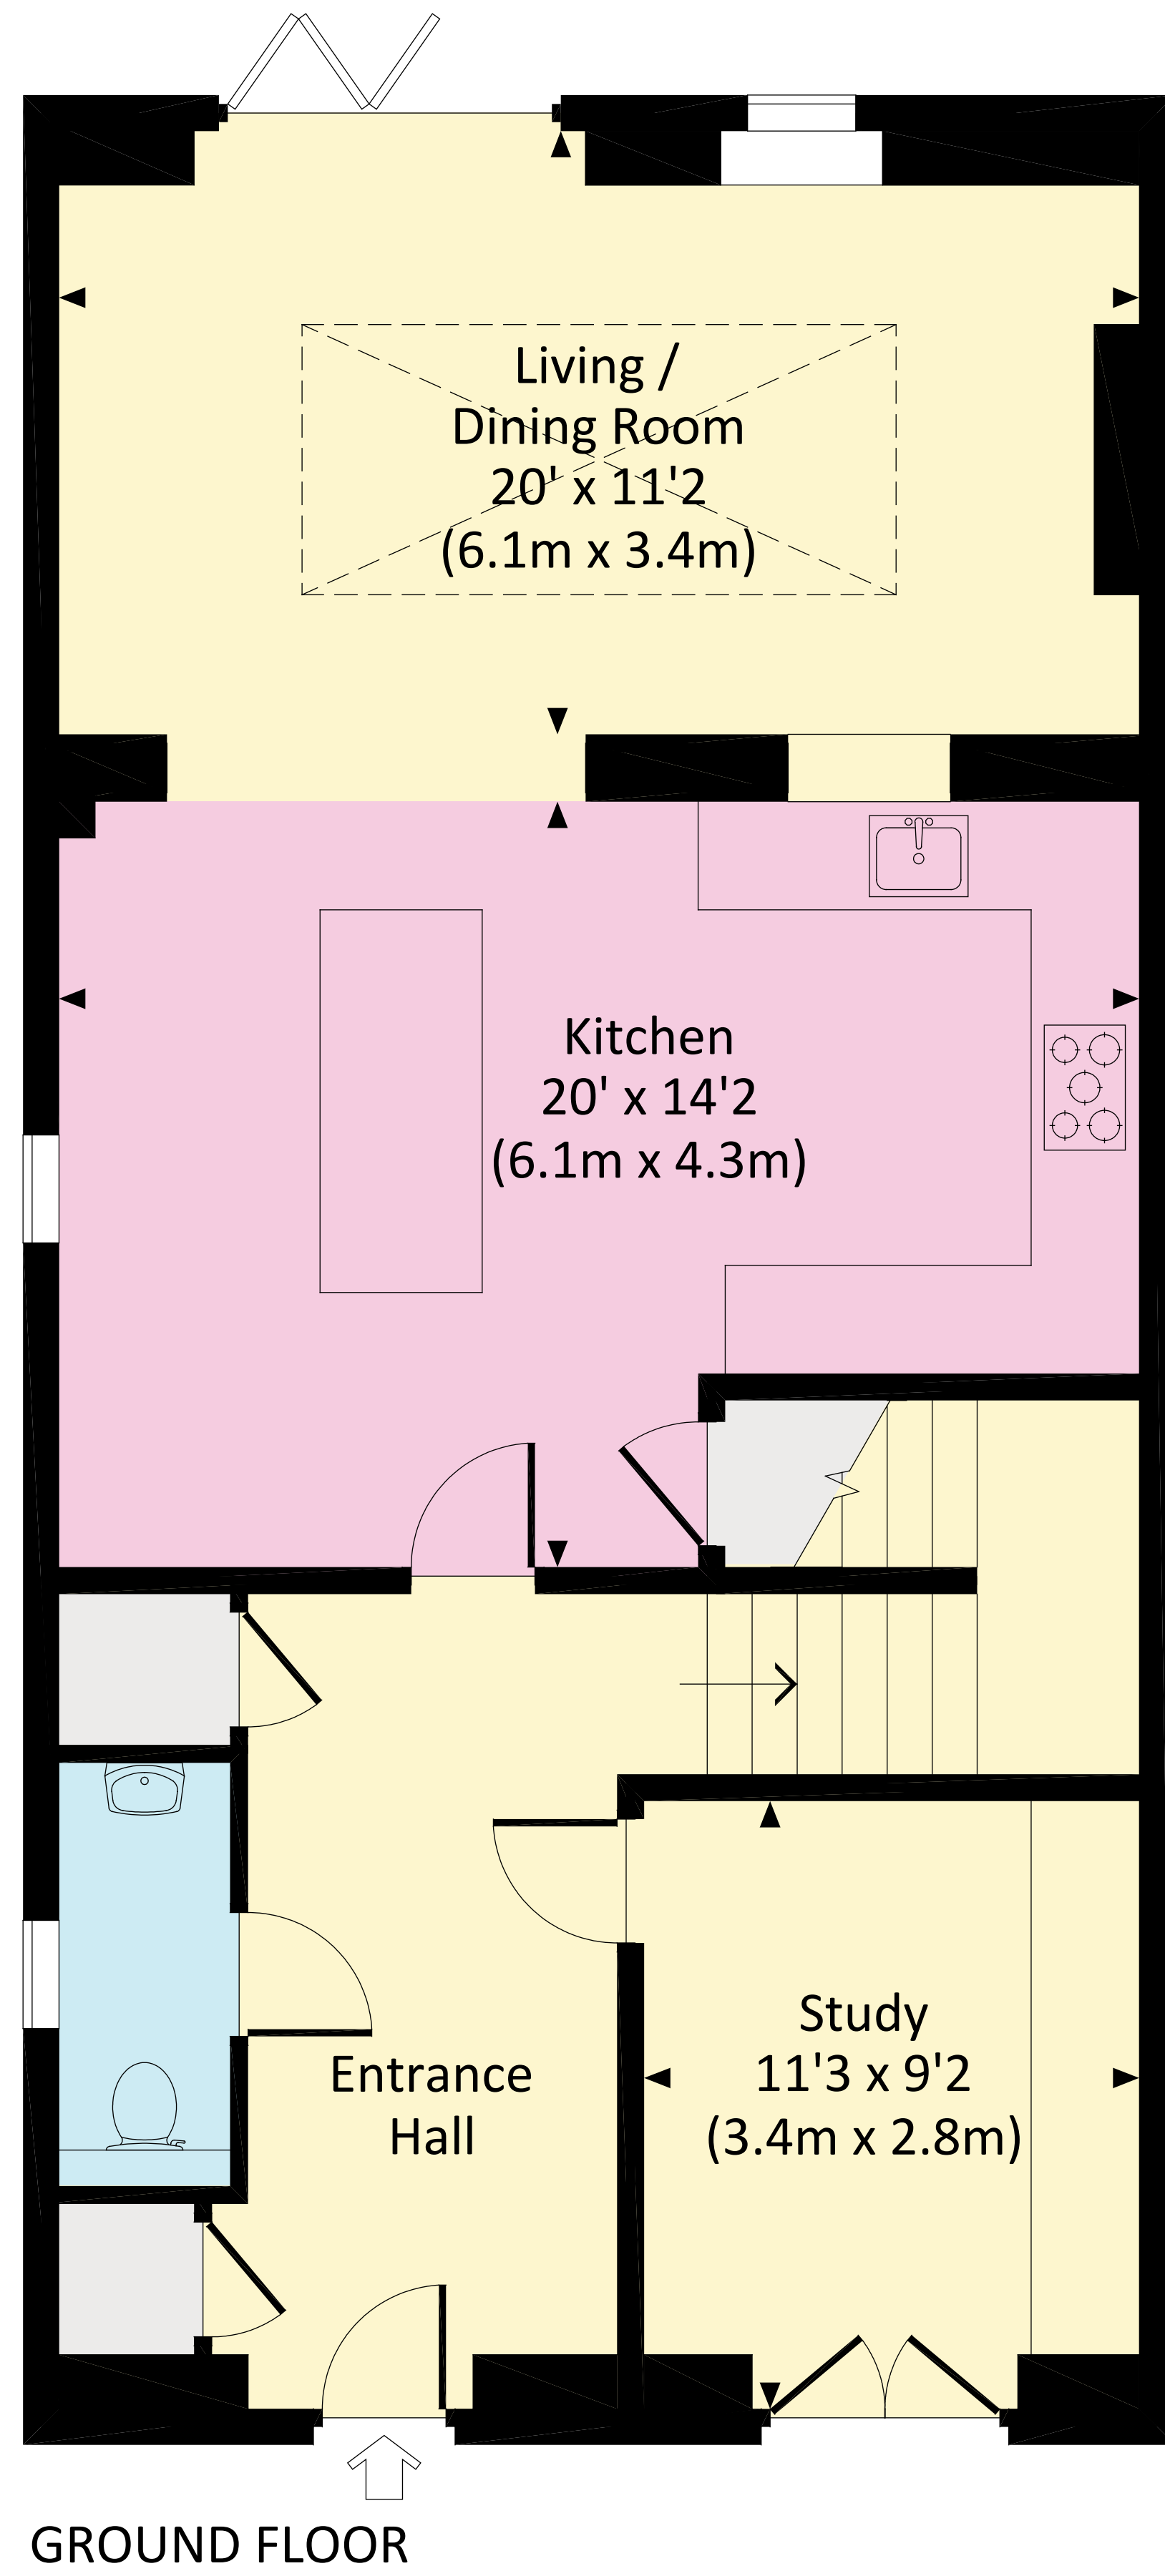 Living /
Dining Room
20' x 11'2
(6.1m x 3.4m)
Kitchen
20' x 14'2
(6.1m x 4.3m)
Study
11'3 x 9'2
(3.4m x 2.8m)
Entrance
Hall
GROUND FLOOR